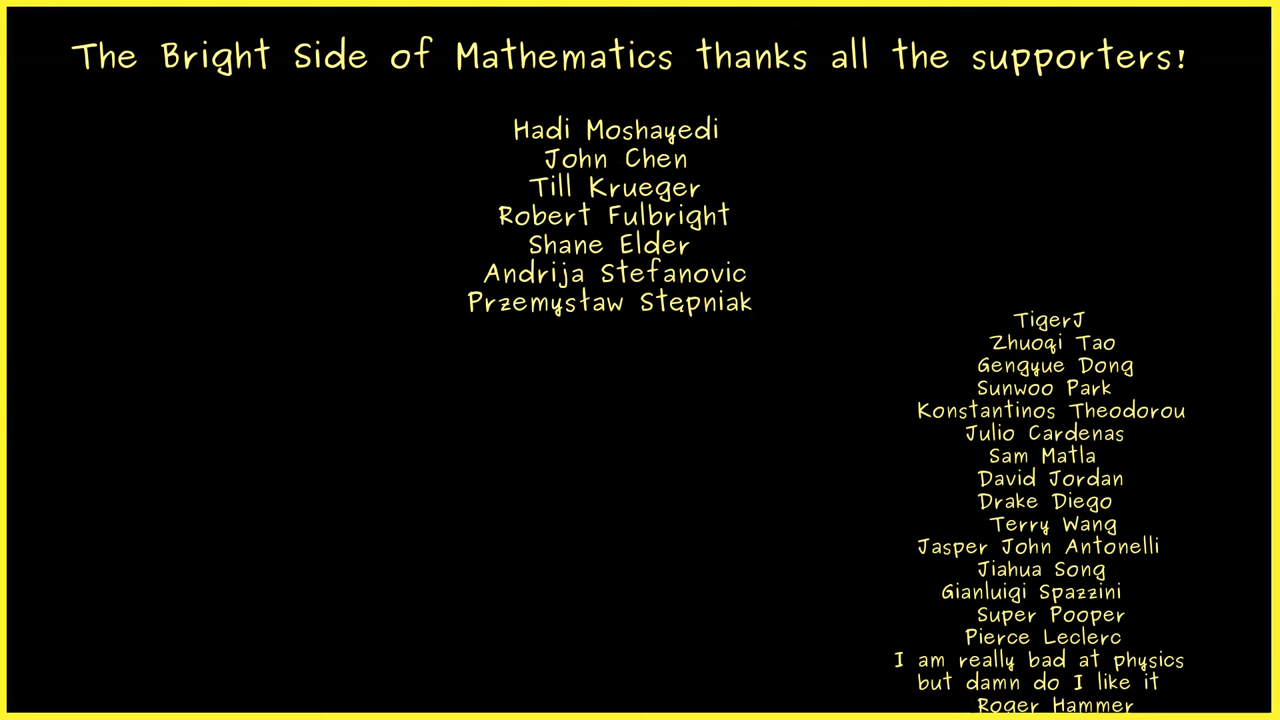 The Bright Side of Mathematics thanks all the supporters!
Hadi Moshayedi
John Chen
Till Krueger
Robert Fulbright
Shane Elder
Andrija Stefanovic
Przemysław Stępniak
TigerJ
Zhuoqi Tao
Gengyue Dong
Sunwoo Park
Konstantinos Theodorou
Julio Cardenas
Sam Matla
David Jordan
Drake Diego
Terry Wang
Jasper John Antonelli
Jiahua Song
Gianluigi Spazzini
Super Pooper
Pierce Leclerc
I am really bad at physics
but damn do I like it
Roger Hammer